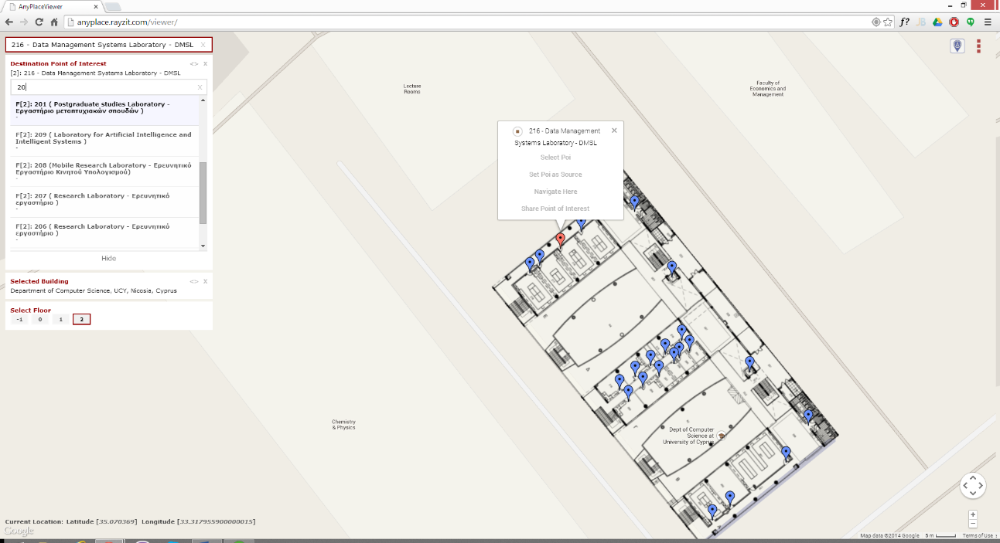 AnyPlaceViewer
anyplace.rayzit.com/viewer/
f?
216 - Data Management Systems Laboratory - DMSL X
Destination Point of Interest <> X
[2]: 216 - Data Management Systems Laboratory - DMSL
20 X
F[2]: 201 ( Postgraduate studies Laboratory -
Εργαστήριο μεταπτυχιακών σπουδών )
-
F[2]: 209 ( Laboratory for Artificial Intelligence and
Intelligent Systems )
-
F[2]: 208 (Mobile Research Laboratory - Ερευνητικό
Εργαστήριο Κινητού Υπολογισμού)
-
F[2]: 207 ( Research Laboratory - Ερευνητικό
εργαστήριο )
-
F[2]: 206 ( Research Laboratory - Ερευνητικό
εργαστήριο )
-
Hide
Selected Building <> X
Department of Computer Science, UCY, Nicosia, Cyprus
Select Floor
-1 0 1 2
Lecture
Rooms
Faculty of
Economics and
Management
216 - Data Management
Systems Laboratory - DMSL
Select Poi
Set Poi as Source
Navigate Here
Share Point of Interest
Chemistry
& Physics
Dept of Computer
Science at
University of Cyprus
Current Location: Latitude [35.070369] Longitude [33.317955900000015]
Google
Map data ©2014 Google 5 m Terms of Use